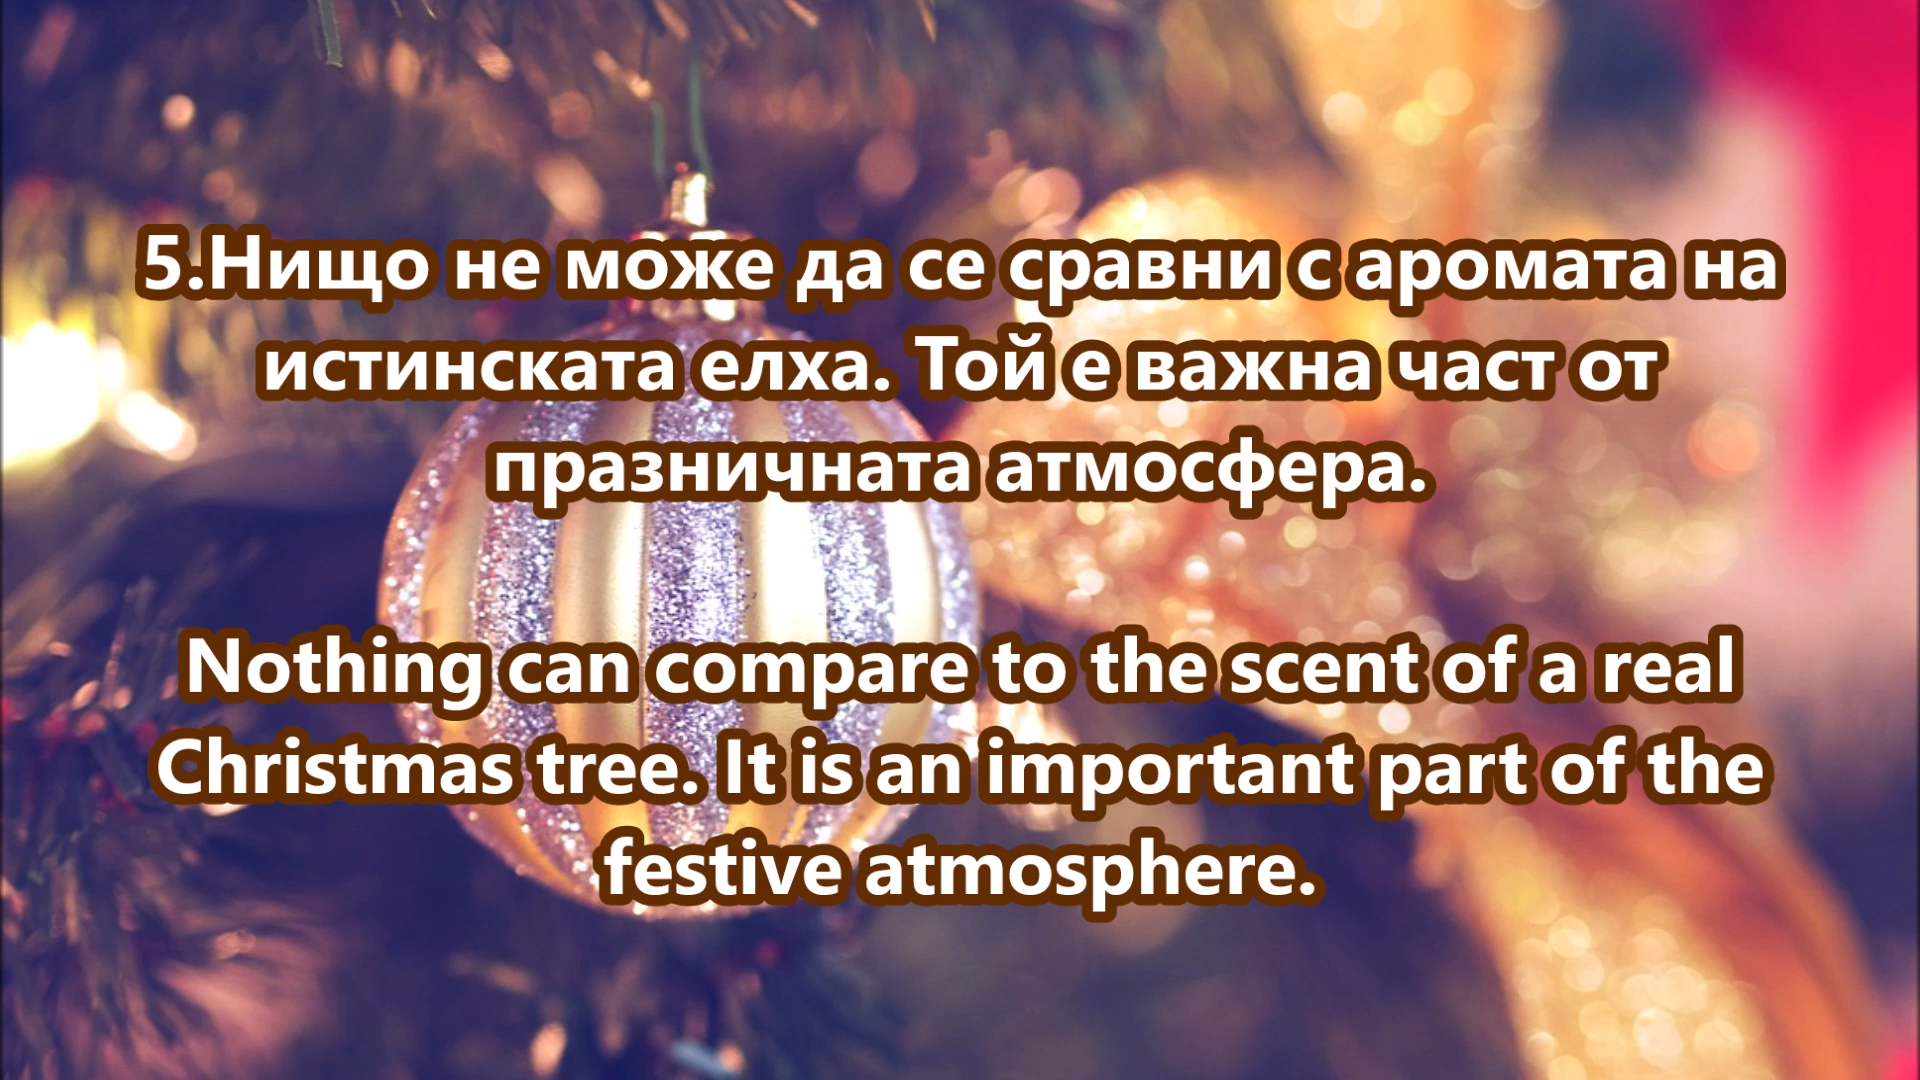 5.Нищо не може да се сравни с аромата на
истинската елха. Той е важна част от
празничната атмосфера.
Nothing can compare to the scent of a real
Christmas tree. It is an important part of the
festive atmosphere.